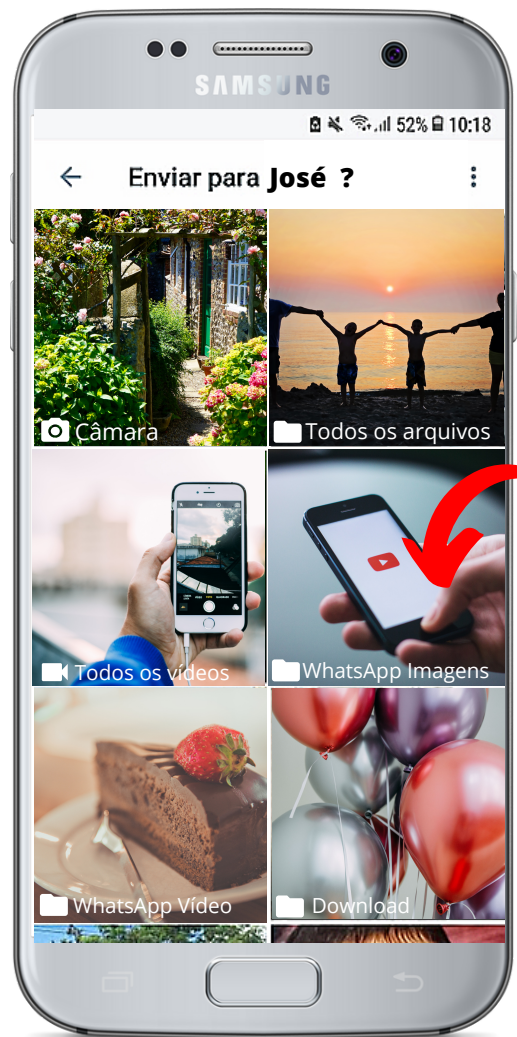 SAMSUNG
52% 10:18
Enviar para José ?
Câmara
Todos os arquivos
Todos os vídeos
WhatsApp Imagens
WhatsApp Vídeo
Download